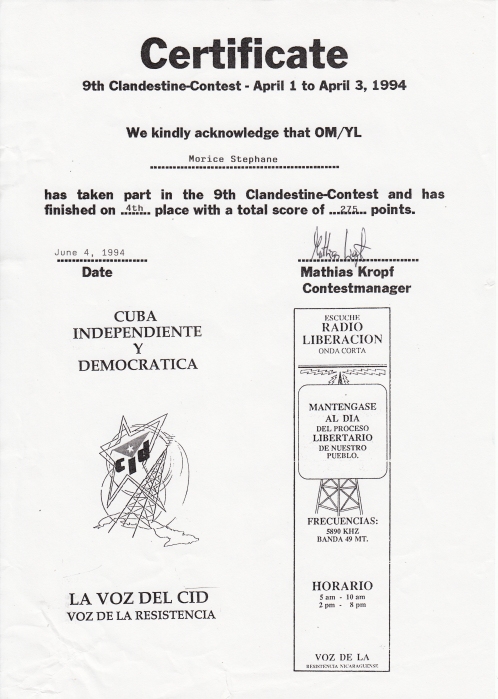 Certificate
9th Clandestine-Contest - April 1 to April 3, 1994
We kindly acknowledge that OM/YL
Morice Stephane
has taken part in the 9th Clandestine-Contest and has
finished on 4th place with a total score of 275 points.
June 4, 1994
Date
Mathias Kropf
Contestmanager
CUBA
INDEPENDIENTE
Y
DEMOCRATICA
cid
LA VOZ DEL CID
VOZ DE LA RESISTENCIA
ESCUCHE
RADIO
LIBERACION
ONDA CORTA
MANTENGASE
AL DIA
DEL PROCESO
LIBERTARIO
DE NUESTRO
PUEBLO.
FRECUENCIAS:
5890 KHZ
BANDA 49 MT.
HORARIO
5 am - 10 am
2 pm - 8 pm
VOZ DE LA
RESISTENCIA NICARAGUENSE